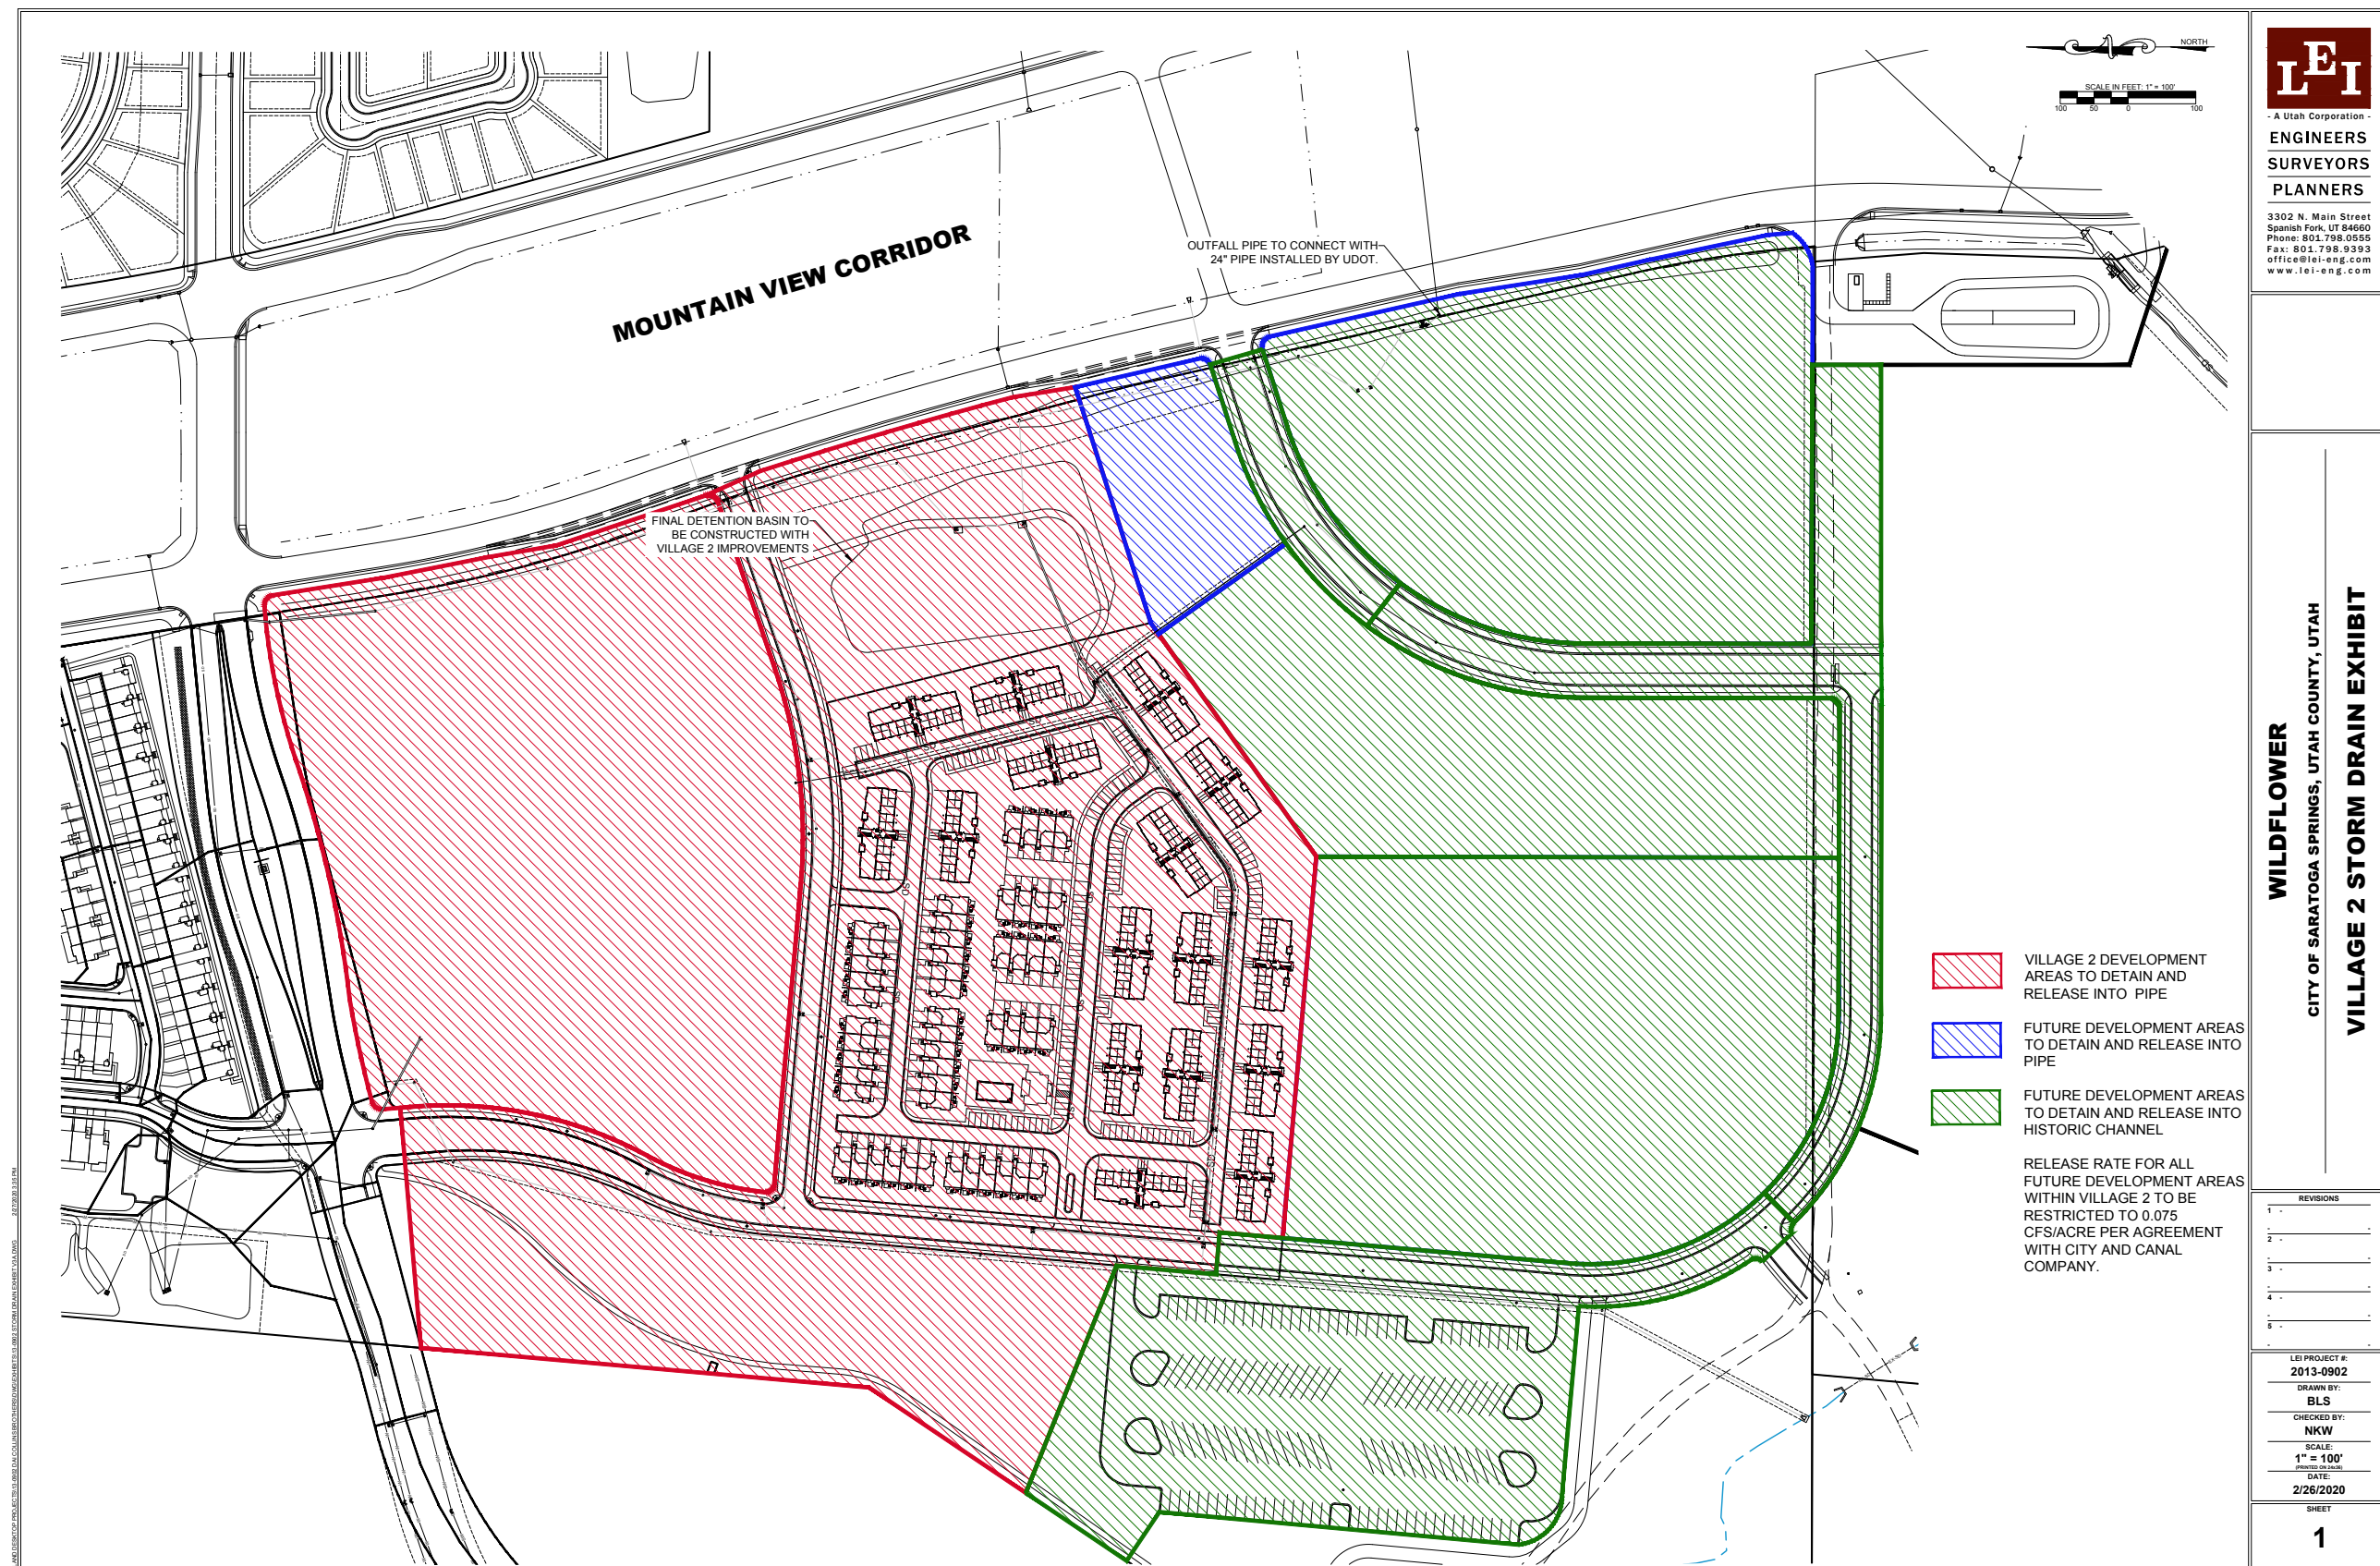 NORTH
SCALE IN FEET: 1" = 100'
100 50 0 100
MOUNTAIN VIEW CORRIDOR
OUTFALL PIPE TO CONNECT WITH
24" PIPE INSTALLED BY UDOT.
FINAL DETENTION BASIN TO
BE CONSTRUCTED WITH
VILLAGE 2 IMPROVEMENTS
VILLAGE 2 DEVELOPMENT
AREAS TO DETAIN AND
RELEASE INTO PIPE
FUTURE DEVELOPMENT AREAS
TO DETAIN AND RELEASE INTO
PIPE
FUTURE DEVELOPMENT AREAS
TO DETAIN AND RELEASE INTO
HISTORIC CHANNEL
RELEASE RATE FOR ALL
FUTURE DEVELOPMENT AREAS
WITHIN VILLAGE 2 TO BE
RESTRICTED TO 0.075
CFS/ACRE PER AGREEMENT
WITH CITY AND CANAL
COMPANY.
LEI
- A Utah Corporation -
ENGINEERS
SURVEYORS
PLANNERS
3302 N. Main Street
Spanish Fork, UT 84660
Phone: 801.798.0555
Fax: 801.798.9393
office@lei-eng.com
www.lei-eng.com
WILDFLOWER
CITY OF SARATOGA SPRINGS, UTAH COUNTY, UTAH
VILLAGE 2 STORM DRAIN EXHIBIT
REVISIONS
1 -
2 -
3 -
4 -
5 -
LEI PROJECT #:
2013-0902
DRAWN BY:
BLS
CHECKED BY:
NKW
SCALE:
1" = 100'
(PRINTED ON 24x36)
DATE:
2/26/2020
SHEET
1